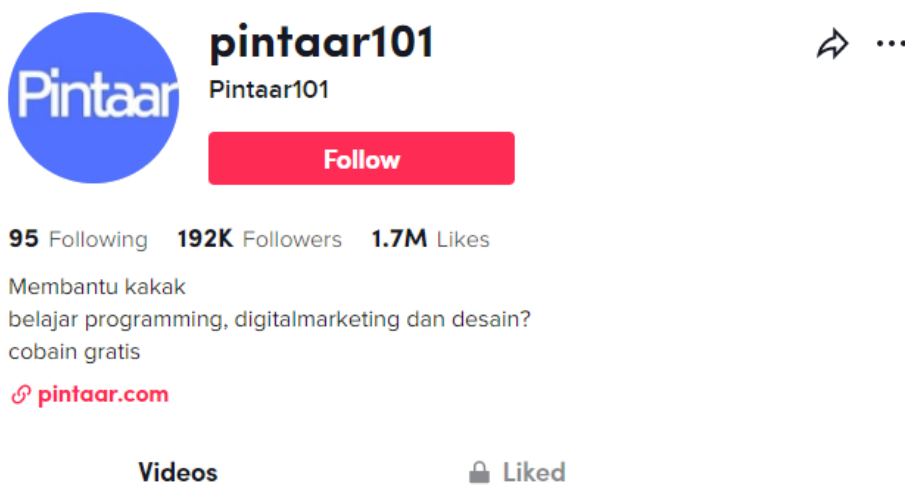 Pintaar
pintaar101
Pintaar101
Follow
95 Following 192K Followers 1.7M Likes
Membantu kakak
belajar programming, digitalmarketing dan desain?
cobain gratis
pintaar.com
Videos Liked